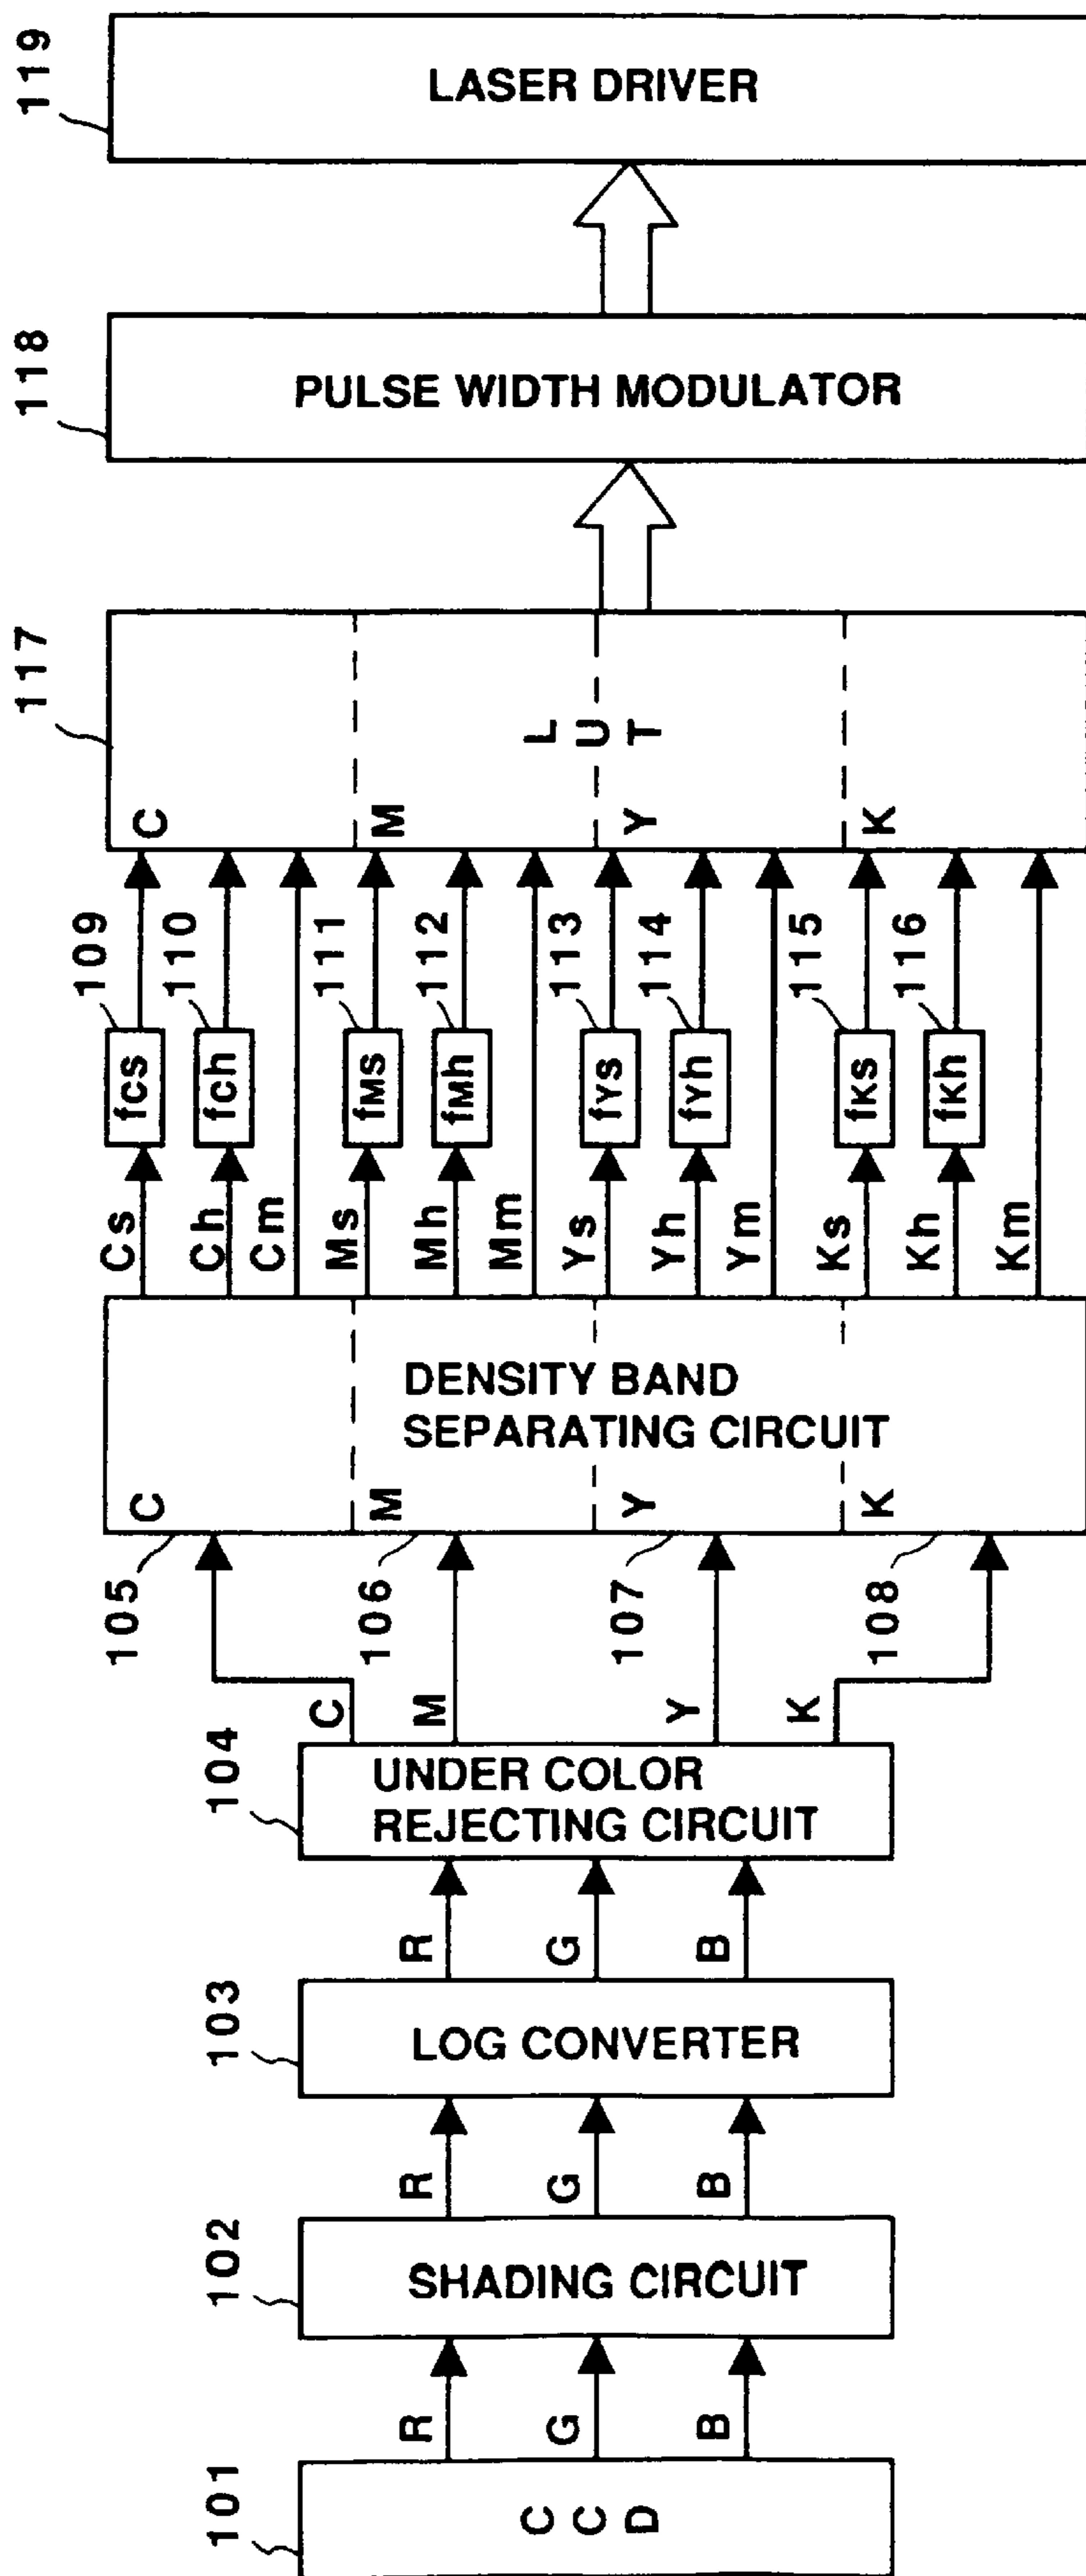 119
LASER DRIVER
118
PULSE WIDTH MODULATOR
117
C
M
Y
K
L
U
T
109
110
111
112
113
114
115
116
fCs
fCh
fMs
fMh
fYs
fYh
fKs
fKh
Cs
Ch
Cm
Ms
Mh
Mm
Ys
Yh
Ym
Ks
Kh
Km
DENSITY BAND
SEPARATING CIRCUIT
C
M
Y
K
105
106
107
108
C
M
Y
K
104
UNDER COLOR
REJECTING CIRCUIT
R
G
B
103
LOG CONVERTER
R
G
B
102
SHADING CIRCUIT
R
G
B
101
C
C
D